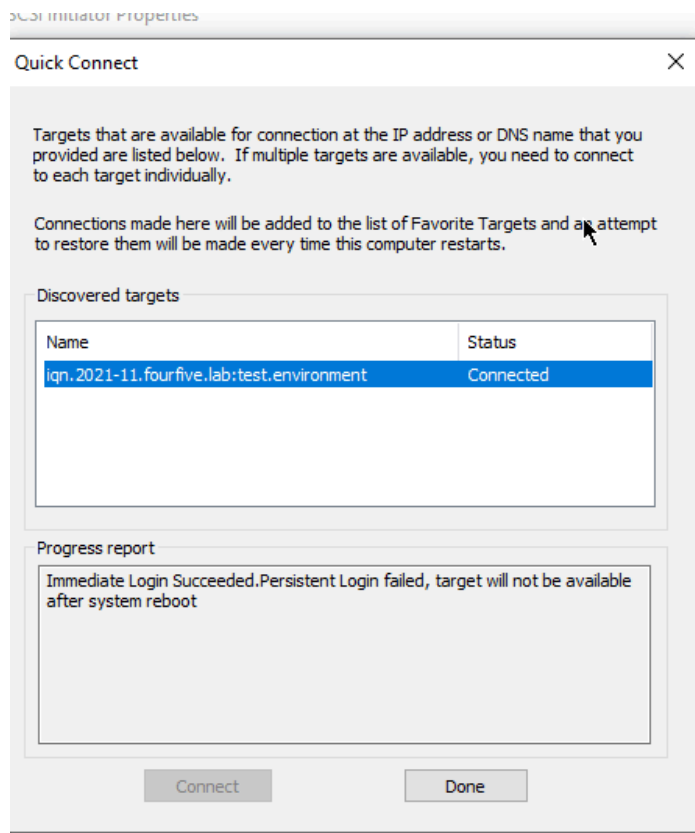 SCSI Initiator Properties
Quick Connect
Targets that are available for connection at the IP address or DNS name that you
provided are listed below.  If multiple targets are available, you need to connect
to each target individually.
Connections made here will be added to the list of Favorite Targets and an attempt
to restore them will be made every time this computer restarts.
Discovered targets
Name Status
iqn.2021-11.fourfive.lab:test.environment Connected
Progress report
Immediate Login Succeeded.Persistent Login failed, target will not be available
after system reboot
Connect Done